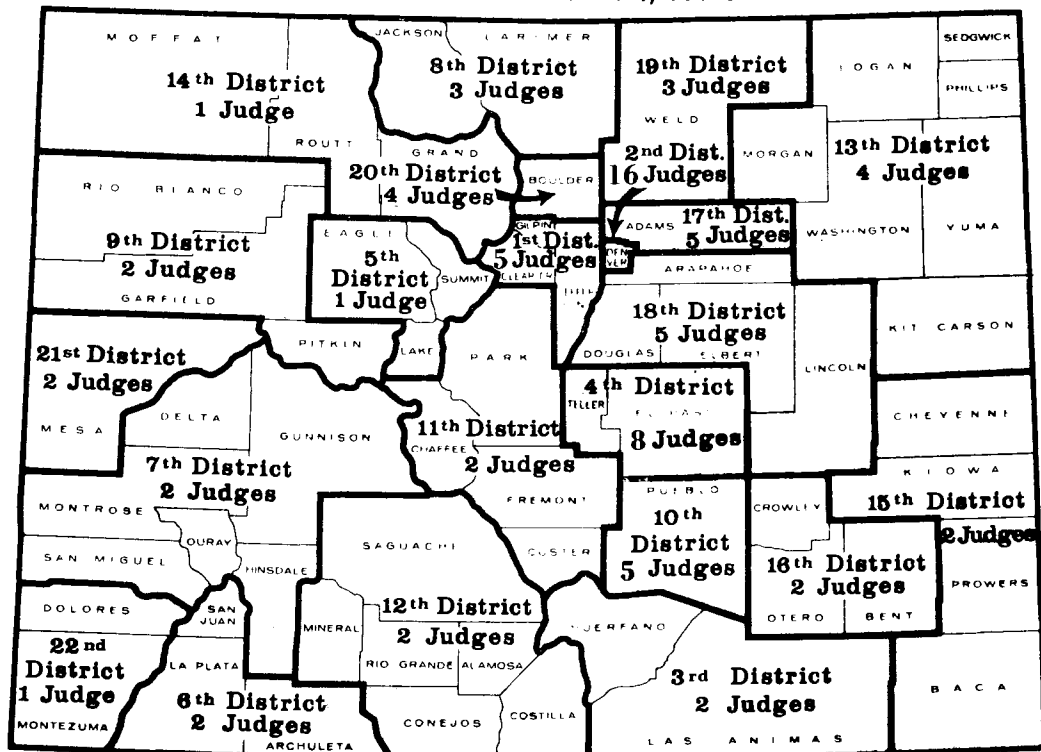 MOFFAT
JACKSON
LARIMER
SEDGWICK
LOGAN
PHILLIPS
14th District
1 Judge
8th District
3 Judges
19th District
3 Judges
WELD
ROUTT
GRAND
20th District
4 Judges
BOULDER
2nd Dist.
16 Judges
MORGAN
13th District
4 Judges
RIO BLANCO
9th District
2 Judges
GARFIELD
EAGLE
5th
District
1 Judge
SUMMIT
GILPIN
1st Dist.
5 Judges
ADAMS
17th Dist.
5 Judges
DEN
VER
WASHINGTON
YUMA
ARAPAHOE
18th District
5 Judges
DOUGLAS
ELBERT
LINCOLN
KIT CARSON
21st District
2 Judges
MESA
PITKIN
LAKE
PARK
DELTA
GUNNISON
7th District
2 Judges
MONTROSE
11th District
2 Judges
CHAFFEE
FREMONT
4th District
TELLER
8 Judges
CHEYENNE
KIOWA
15th District
2 Judges
PROWERS
PUEBLO
10th
District
5 Judges
CROWLEY
16th District
2 Judges
OTERO
BENT
OURAY
SAN MIGUEL
HINSDALE
SAGUACHE
CUSTER
DOLORES
SAN
JUAN
MINERAL
12th District
2 Judges
RIO GRANDE
ALAMOSA
HUERFANO
22nd
District
1 Judge
MONTEZUMA
LA PLATA
6th District
2 Judges
ARCHULETA
CONEJOS
COSTILLA
3rd District
2 Judges
LAS ANIMAS
BACA